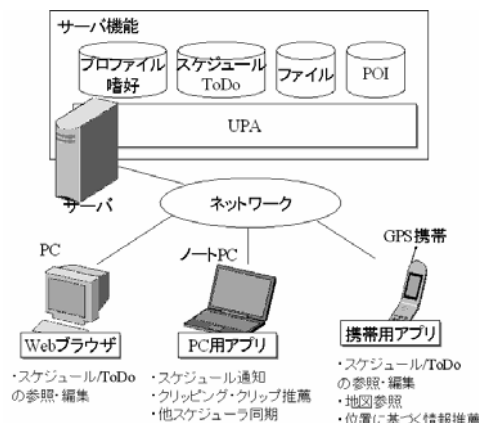 サーバ機能
プロファイル
嗜好
スケジュール
ToDo
ファイル
POI
UPA
サーバ
ネットワーク
PC
ノートPC
GPS携帯
Webブラウザ
PC用アプリ
携帯用アプリ
・スケジュール/ToDo
の参照・編集
・スケジュール通知
・クリッピング・クリップ推薦
・他スケジューラ同期
・スケジュール/ToDo
の参照・編集
・地図参照
・位置に基づく情報推薦